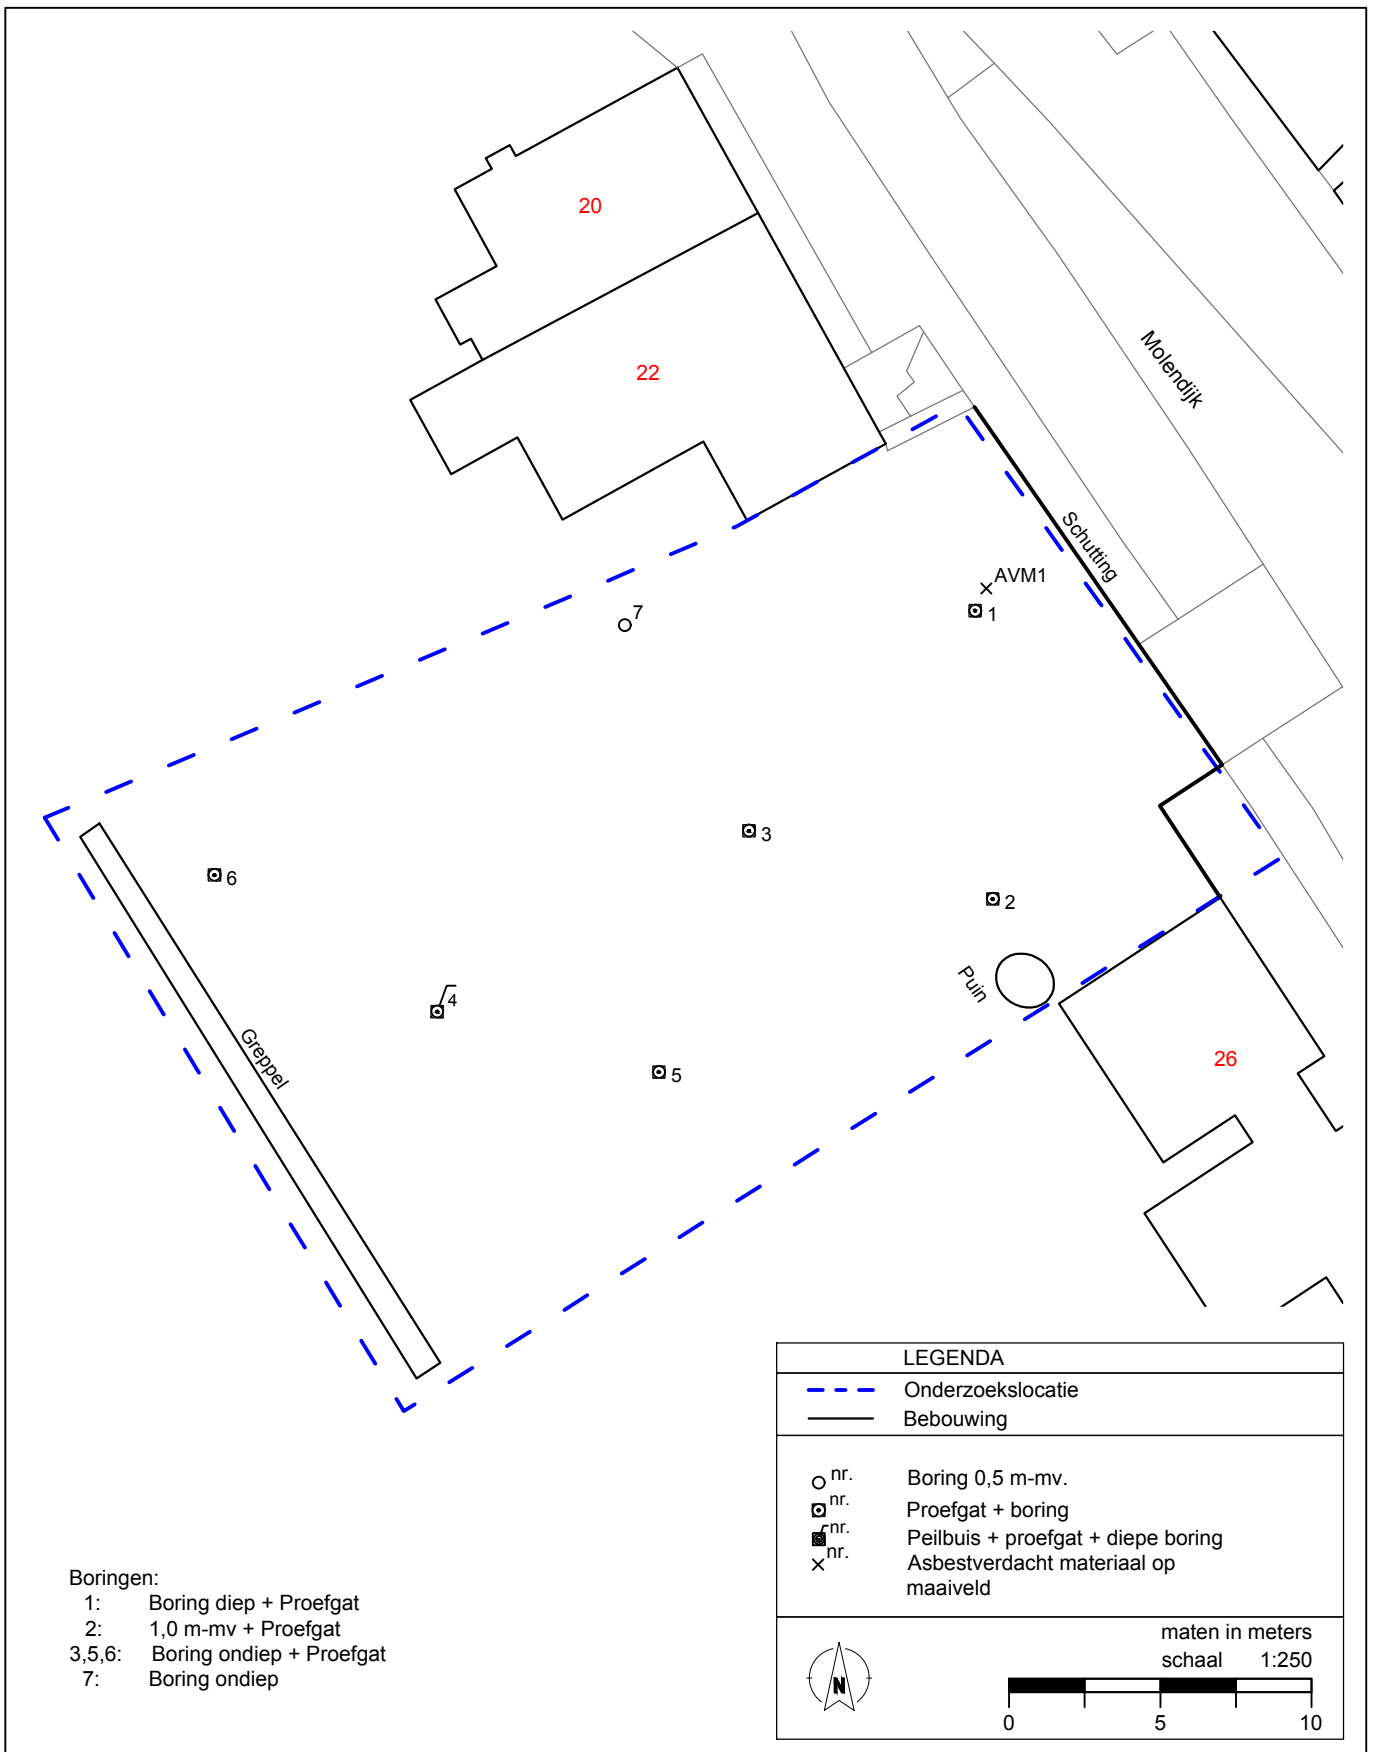 20
22
Molendijk
Schutting
AVM1
1
7
3
6
2
Puin
4
Greppel
5
26
LEGENDA
Onderzoekslocatie
Bebouwing
nr. Boring 0,5 m-mv.
nr. Proefgat + boring
nr. Peilbuis + proefgat + diepe boring
nr. Asbestverdacht materiaal op
maaiveld
Boringen:
1: Boring diep + Proefgat
2: 1,0 m-mv + Proefgat
3,5,6: Boring ondiep + Proefgat
7: Boring ondiep
maten in meters
schaal 1:250
N
0 5 10